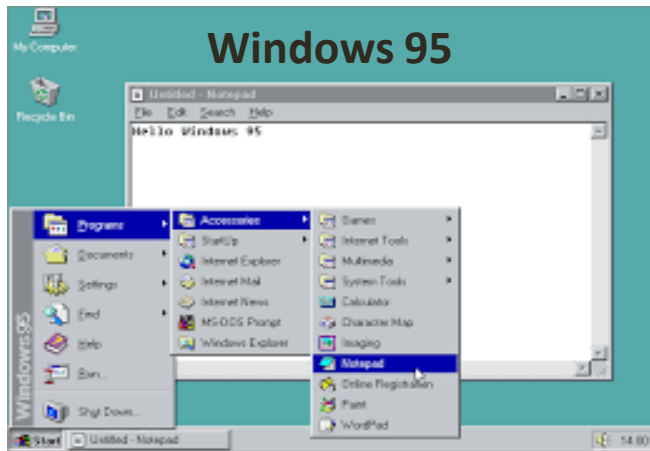 My Computer
Windows 95
Recycle Bin
Untitled - Notepad
File Edit Search Help
Hello Windows 95
Programs
Documents
Settings
Find
Help
Run...
Shut Down...
Windows95
Accessories
StartUp
Internet Explorer
Internet Mail
Internet News
MS-DOS Prompt
Windows Explorer
Games
Internet Tools
Multimedia
System Tools
Calculator
Character Map
Imaging
Notepad
Online Registration
Paint
WordPad
Start
Untitled - Notepad
14:00